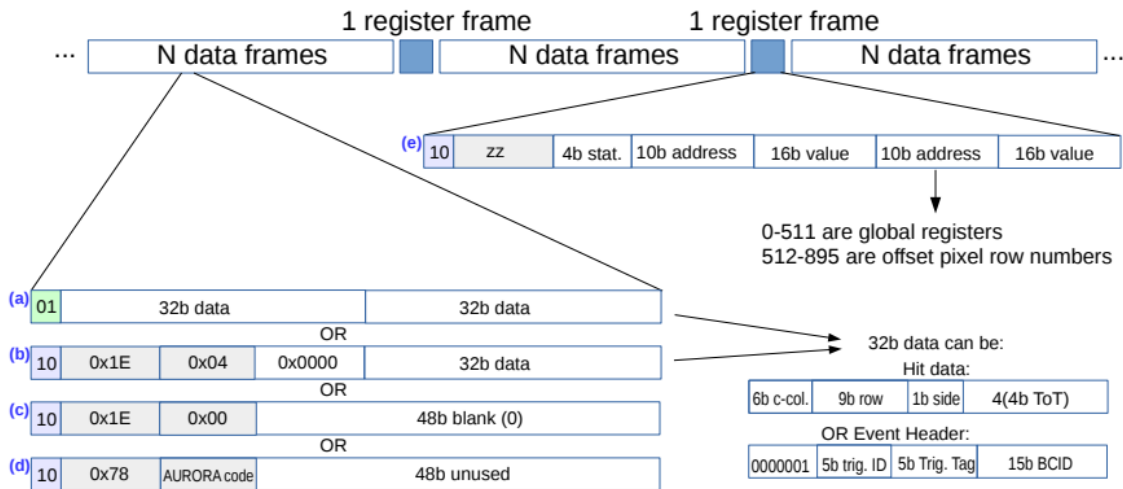 1 register frame 1 register frame
... N data frames N data frames N data frames ...
(e) 10 zz 4b stat. 10b address 16b value 10b address 16b value
0-511 are global registers
512-895 are offset pixel row numbers
(a) 01 32b data 32b data
OR
(b) 10 0x1E 0x04 0x0000 32b data
OR
(c) 10 0x1E 0x00 48b blank (0)
OR
(d) 10 0x78 AURORA code 48b unused
32b data can be:
Hit data:
6b c-col. 9b row 1b side 4(4b ToT)
OR Event Header:
0000001 5b trig. ID 5b Trig. Tag 15b BCID